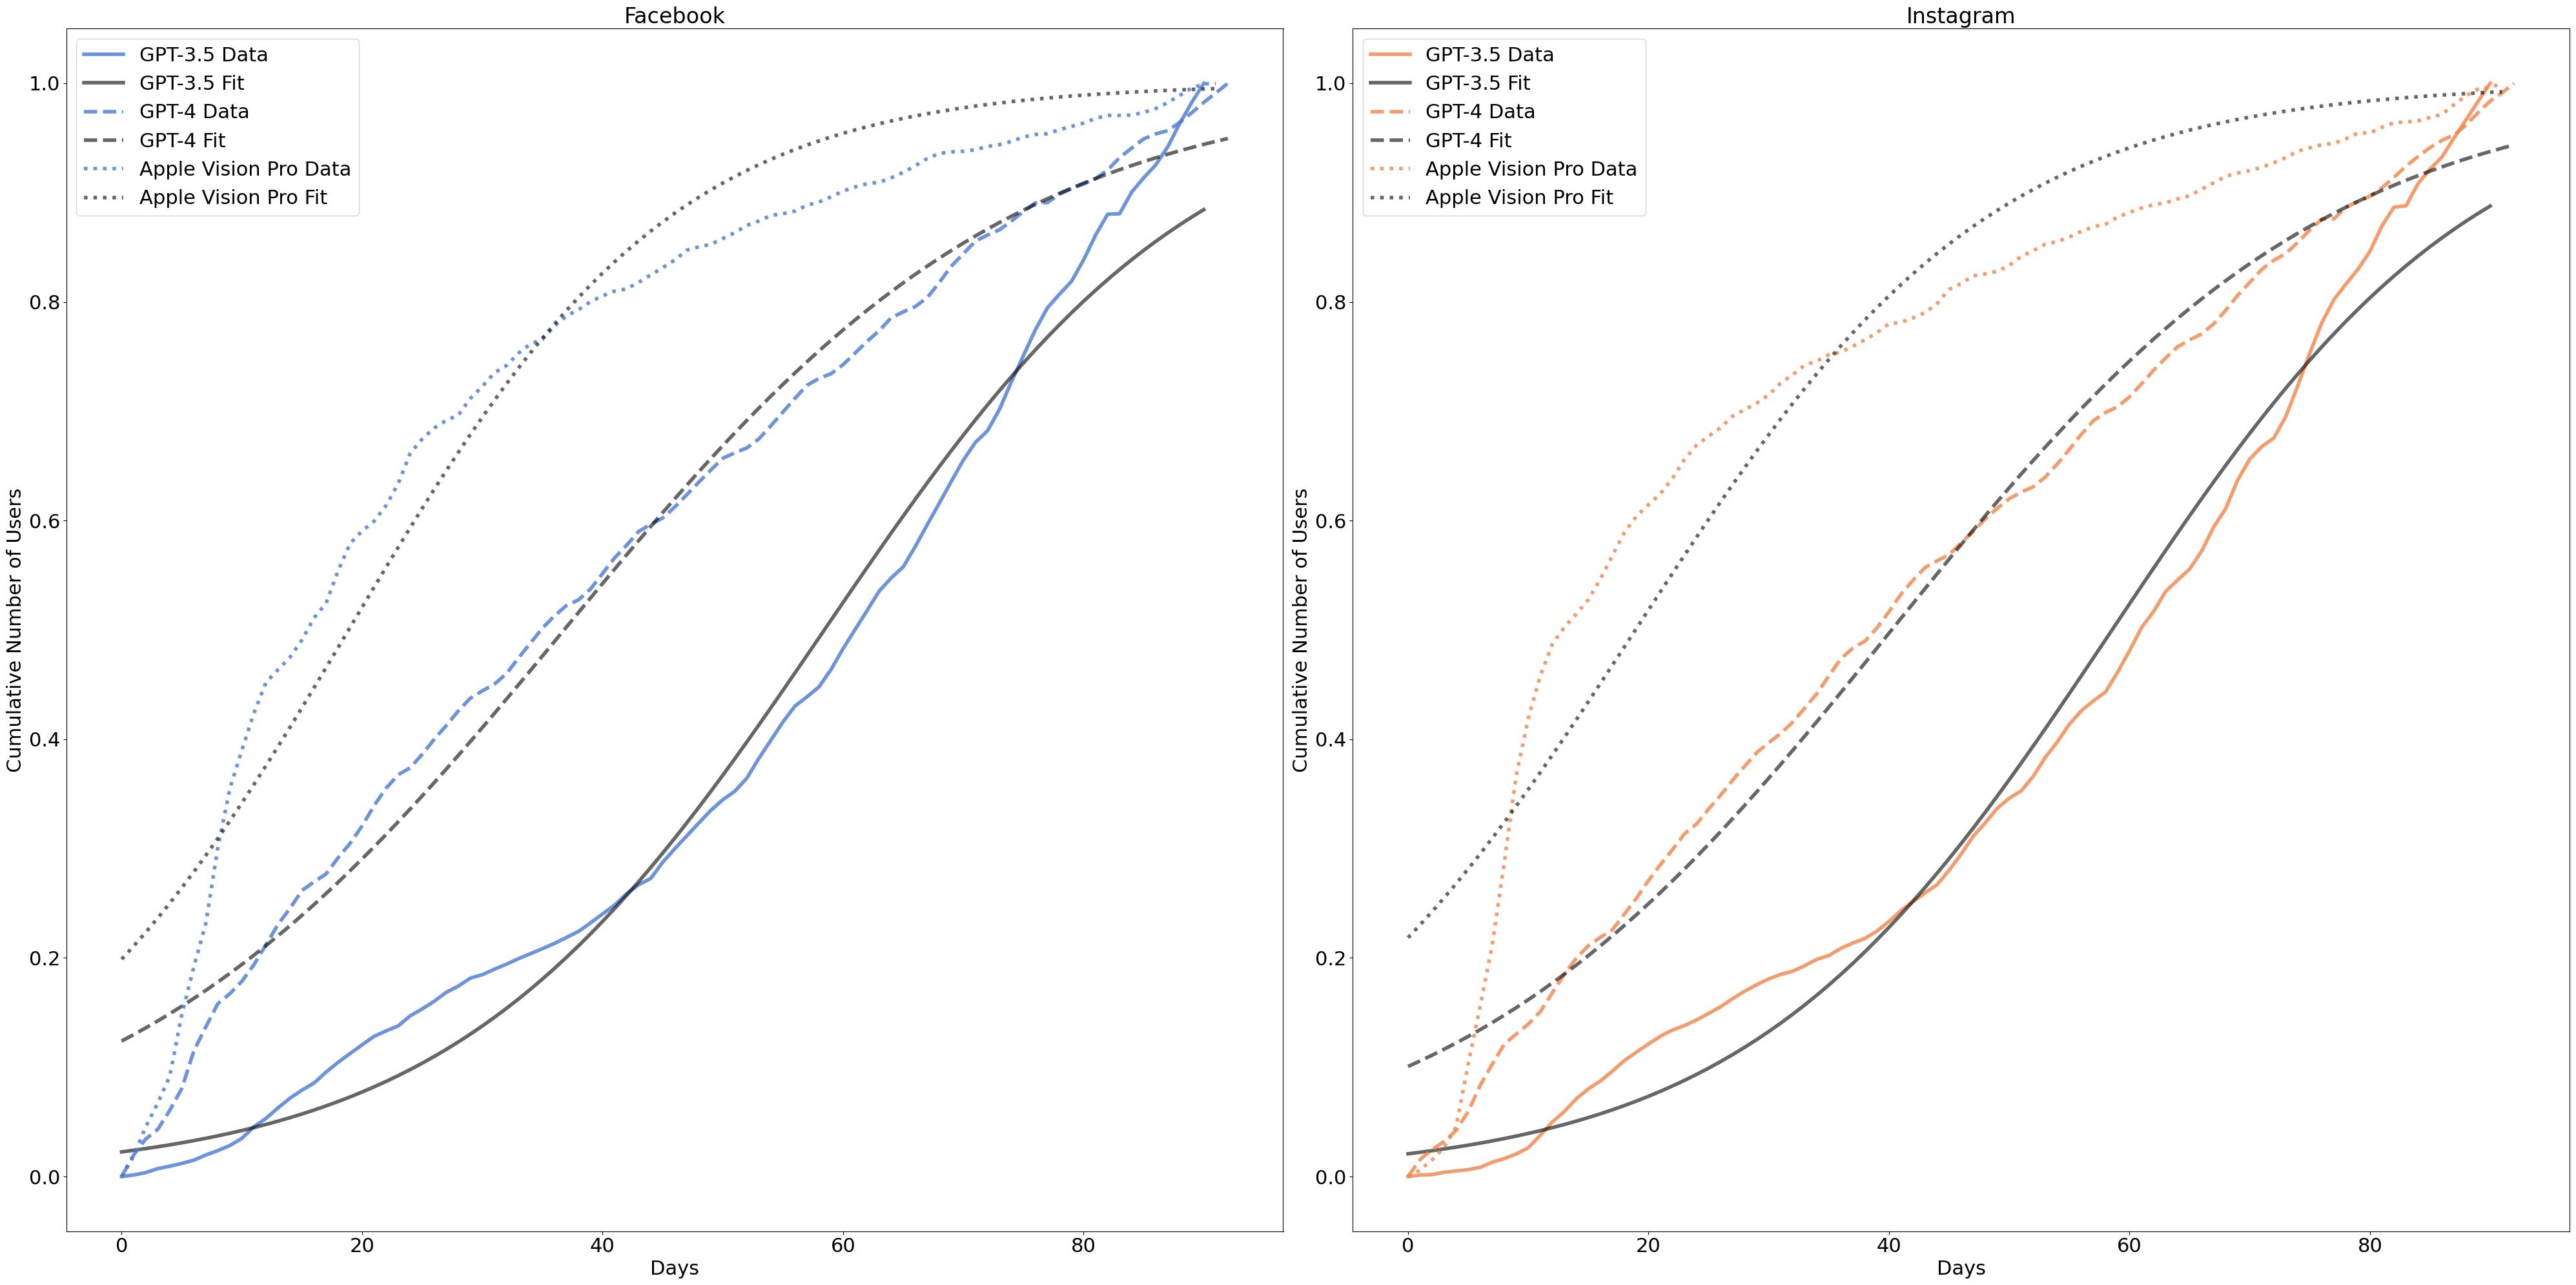 Facebook
GPT-3.5 Data
GPT-3.5 Fit
GPT-4 Data
GPT-4 Fit
Apple Vision Pro Data
Apple Vision Pro Fit
Cumulative Number of Users
1.0
0.8
0.6
0.4
0.2
0.0
0 20 40 60 80
Days
Instagram
GPT-3.5 Data
GPT-3.5 Fit
GPT-4 Data
GPT-4 Fit
Apple Vision Pro Data
Apple Vision Pro Fit
Cumulative Number of Users
1.0
0.8
0.6
0.4
0.2
0.0
0 20 40 60 80
Days